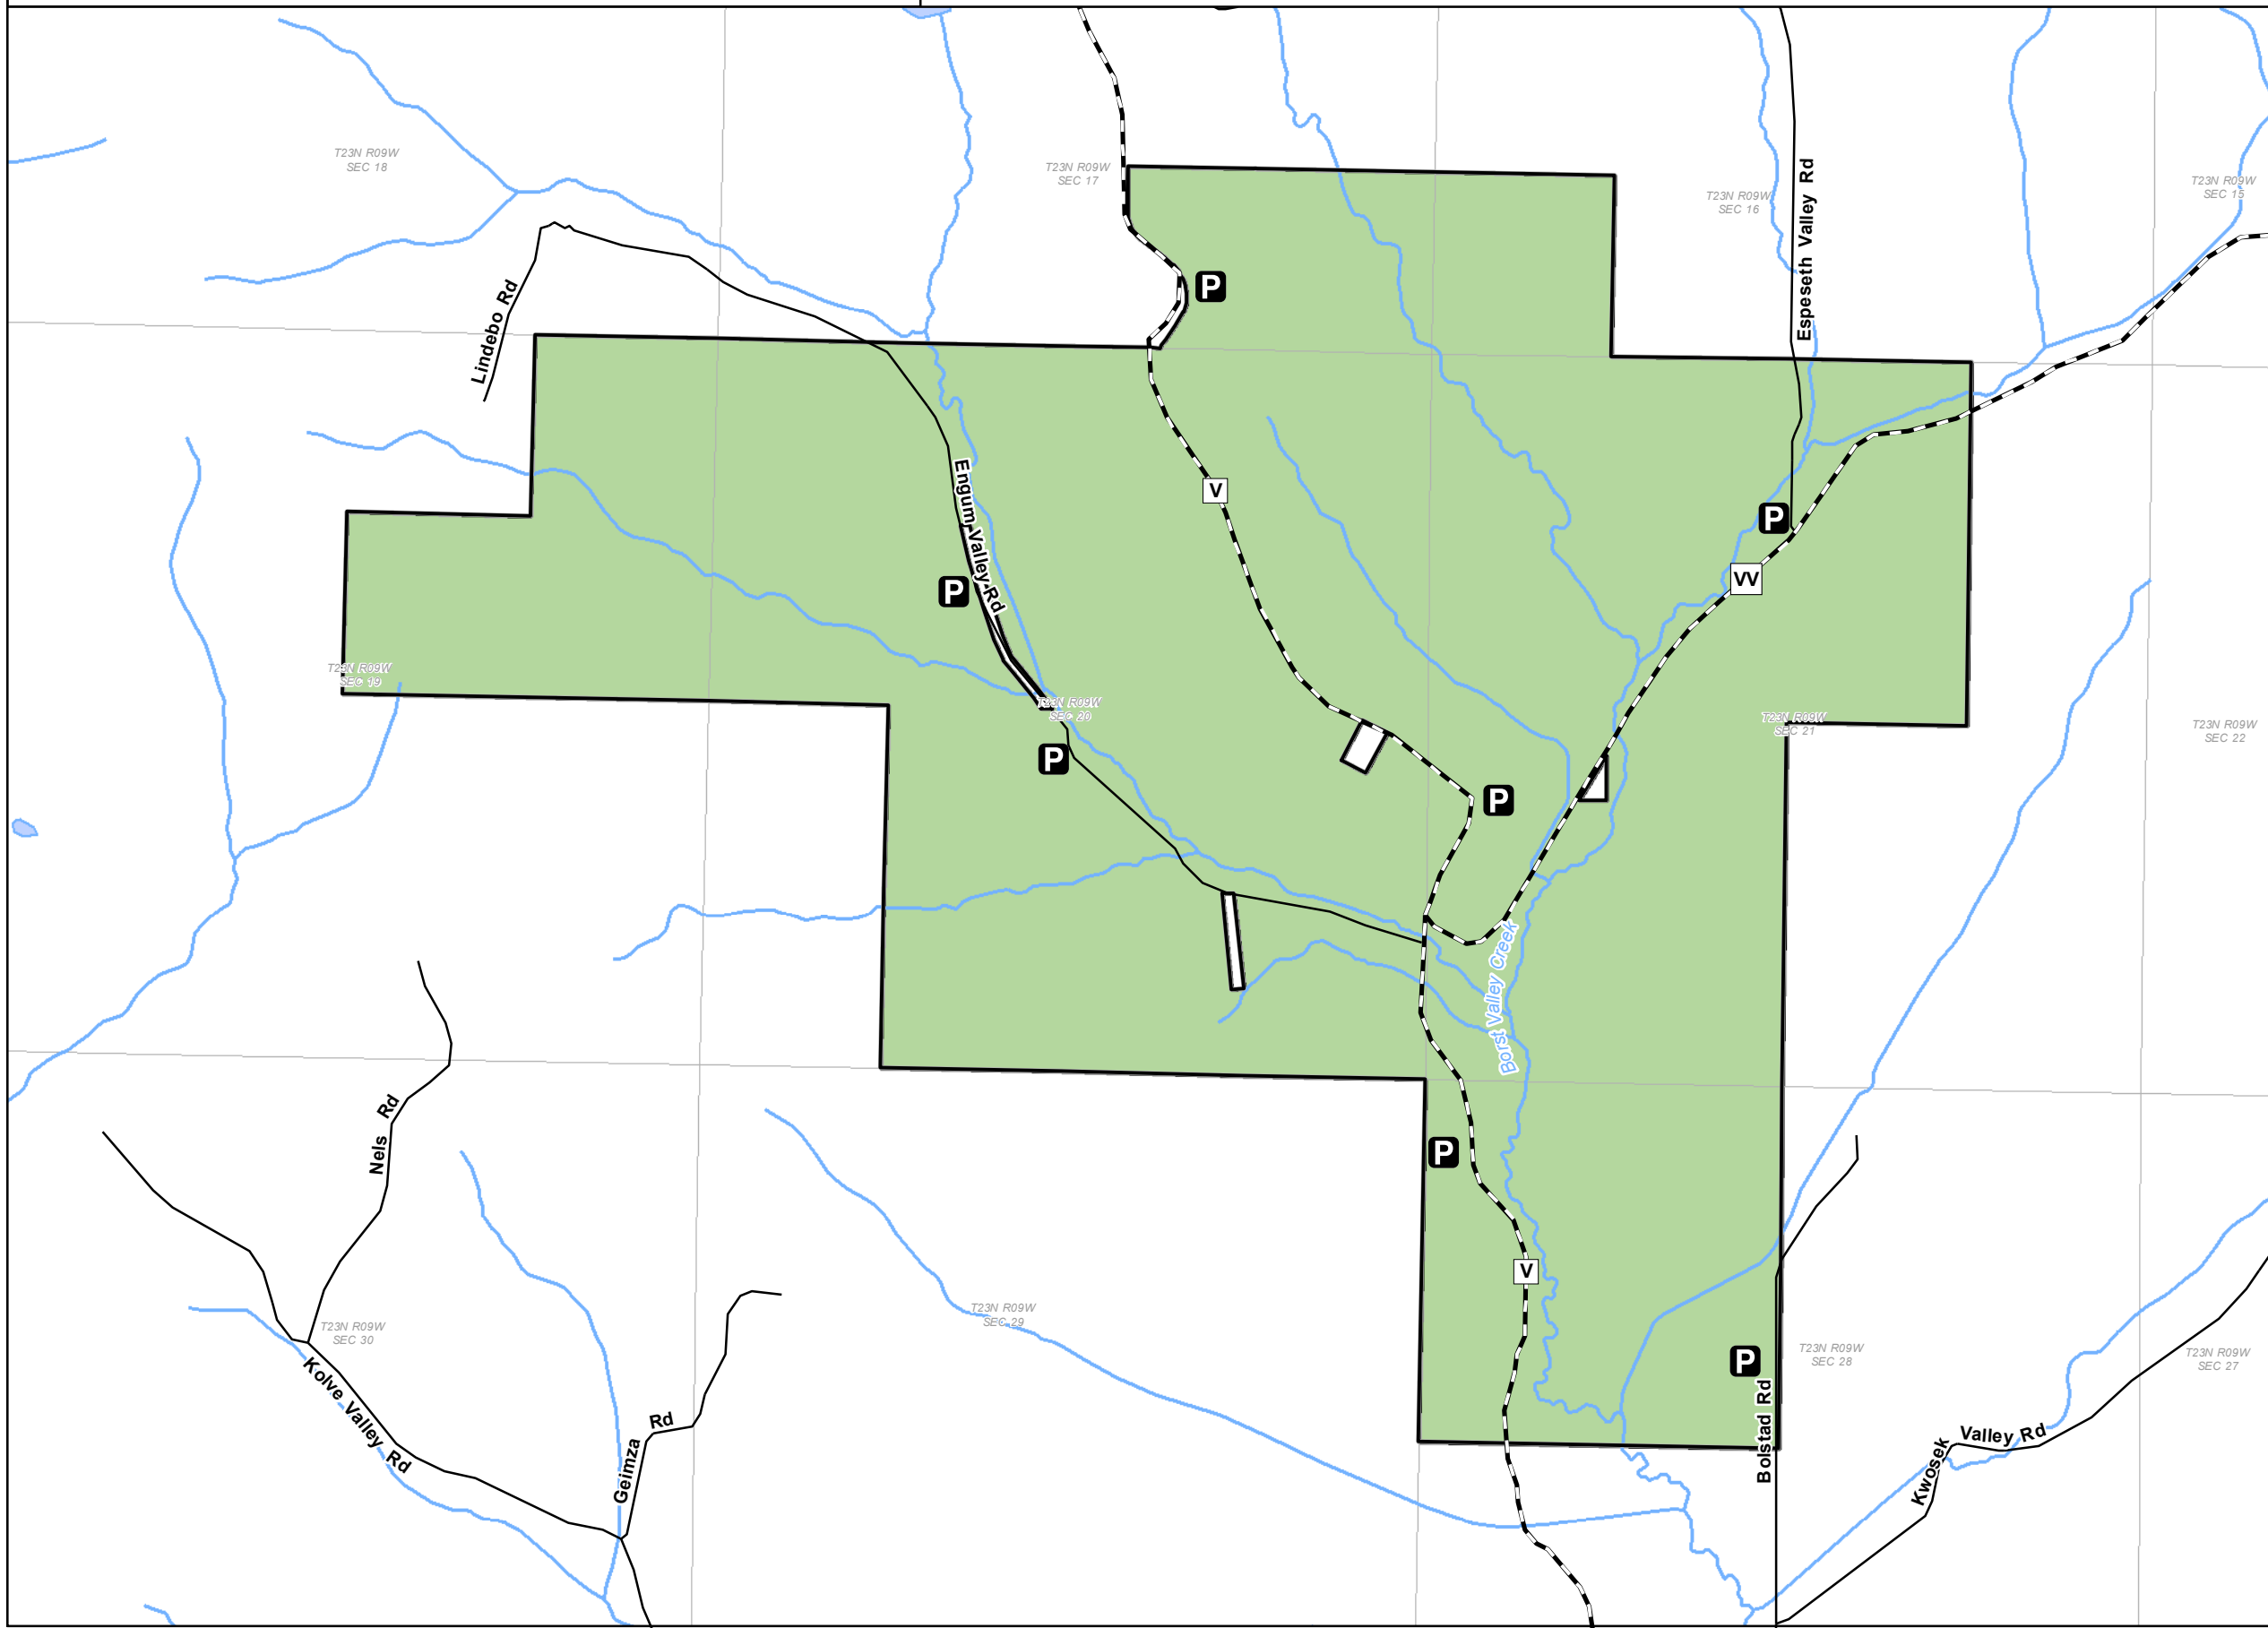 T23N R09W
SEC 18
T23N R09W
SEC 17
T23N R09W
SEC 16
T23N R09W
SEC 15
Espeseth Valley Rd
Lindebo Rd
P
Engum Valley Rd
V
P
VV
P
T23N R09W
SEC 19
T23N R09W
SEC 20
T23N R09W
SEC 21
T23N R09W
SEC 22
P
P
Borst Valley Creek
Nels Rd
P
V
T23N R09W
SEC 30
T23N R09W
SEC 29
T23N R09W
SEC 28
T23N R09W
SEC 27
P
Kolve Valley Rd
Geimza Rd
Bolstad Rd
Kwosek Valley Rd